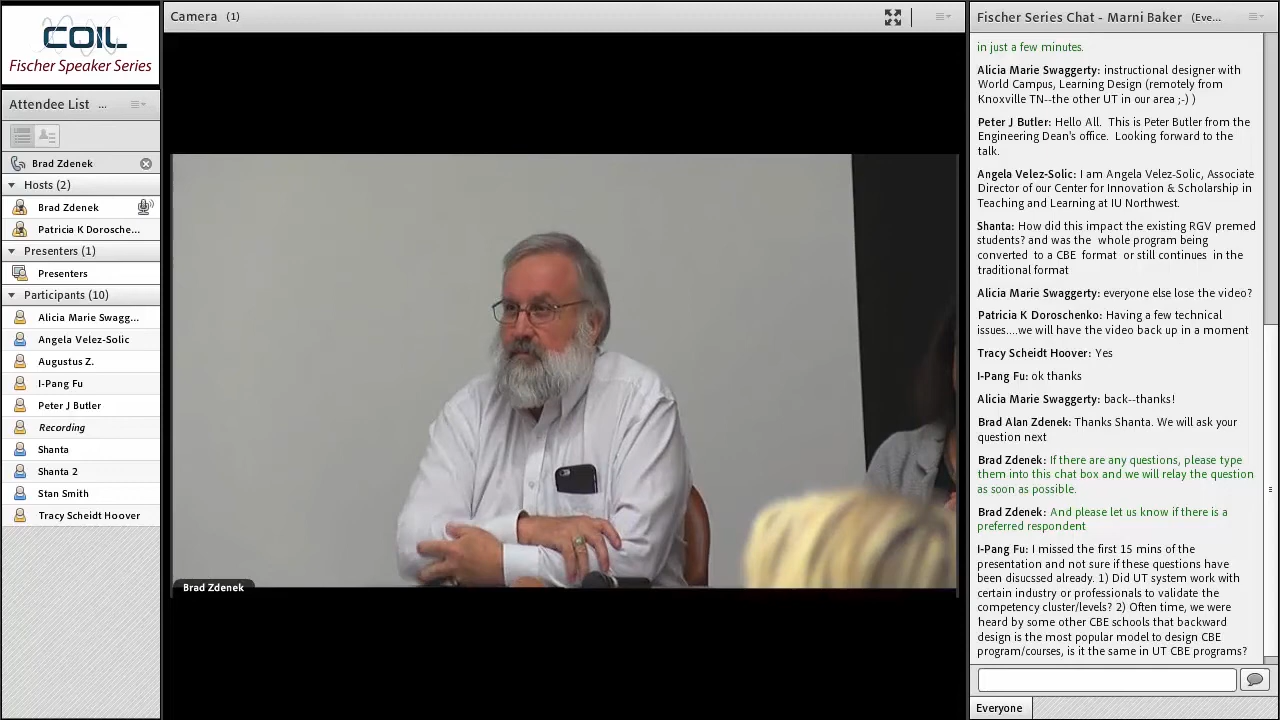 COIL
Fischer Speaker Series
Attendee List ...
Brad Zdenek
Hosts (2)
Brad Zdenek
Patricia K Dorosche...
Presenters (1)
Presenters
Participants (10)
Alicia Marie Swagg...
Angela Velez-Solic
Augustus Z.
I-Pang Fu
Peter J Butler
Recording
Shanta
Shanta 2
Stan Smith
Tracy Scheidt Hoover
Camera (1)
Brad Zdenek
Fischer Series Chat - Marni Baker (Eve...
in just a few minutes.
Alicia Marie Swaggerty: instructional designer with
World Campus, Learning Design (remotely from
Knoxville TN--the other UT in our area ;-) )
Peter J Butler: Hello All. This is Peter Butler from the
Engineering Dean's office. Looking forward to the
talk.
Angela Velez-Solic: I am Angela Velez-Solic, Associate
Director of our Center for Innovation & Scholarship in
Teaching and Learning at IU Northwest.
Shanta: How did this impact the existing RGV premed
students? and was the whole program being
converted to a CBE format or still continues in the
traditional format
Alicia Marie Swaggerty: everyone else lose the video?
Patricia K Doroschenko: Having a few technical
issues....we will have the video back up in a moment
Tracy Scheidt Hoover: Yes
I-Pang Fu: ok thanks
Alicia Marie Swaggerty: back--thanks!
Brad Alan Zdenek: Thanks Shanta. We will ask your
question next
Brad Zdenek: If there are any questions, please type
them into this chat box and we will relay the question
as soon as possible.
Brad Zdenek: And please let us know if there is a
preferred respondent
I-Pang Fu: I missed the first 15 mins of the
presentation and not sure if these questions have
been disucssed already. 1) Did UT system work with
certain industry or professionals to validate the
competency cluster/levels? 2) Often time, we were
heard by some other CBE schools that backward
design is the most popular model to design CBE
program/courses, is it the same in UT CBE programs?
Everyone